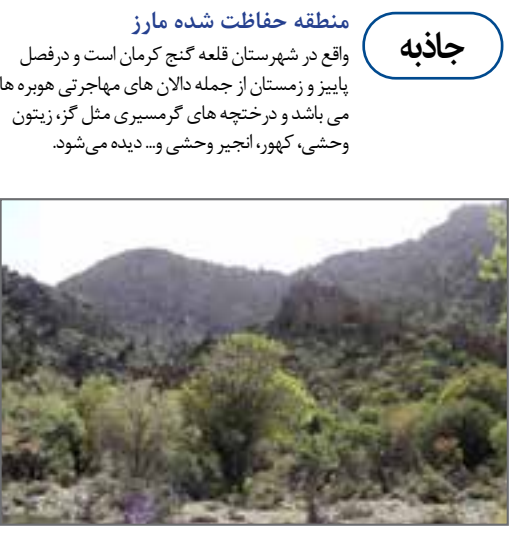 جاذبه
منطقه حفاظت شده مارز
واقع در شهرستان قلعه گنج کرمان است و درفصل
پاییز و زمستان از جمله دالان های مهاجرتی هوبره ها
می باشد و درختچه های گرمسیری مثل گز، زیتون
وحشی، کهور، انجیر وحشی و... دیده می‌شود.